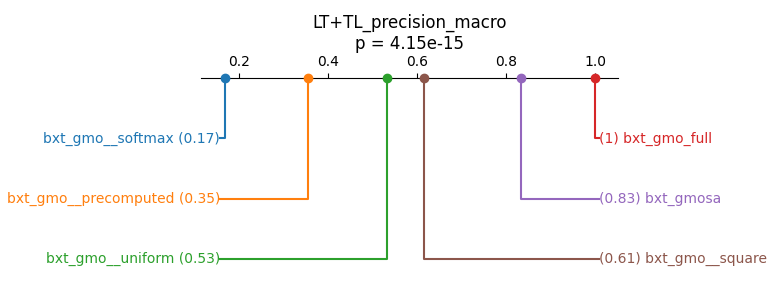 LT+TL_precision_macro
p = 4.15e-15
0.2 0.4 0.6 0.8 1.0
bxt_gmo__softmax (0.17)
(1) bxt_gmo_full
bxt_gmo__precomputed (0.35)
(0.83) bxt_gmosa
bxt_gmo__uniform (0.53)
(0.61) bxt_gmo__square